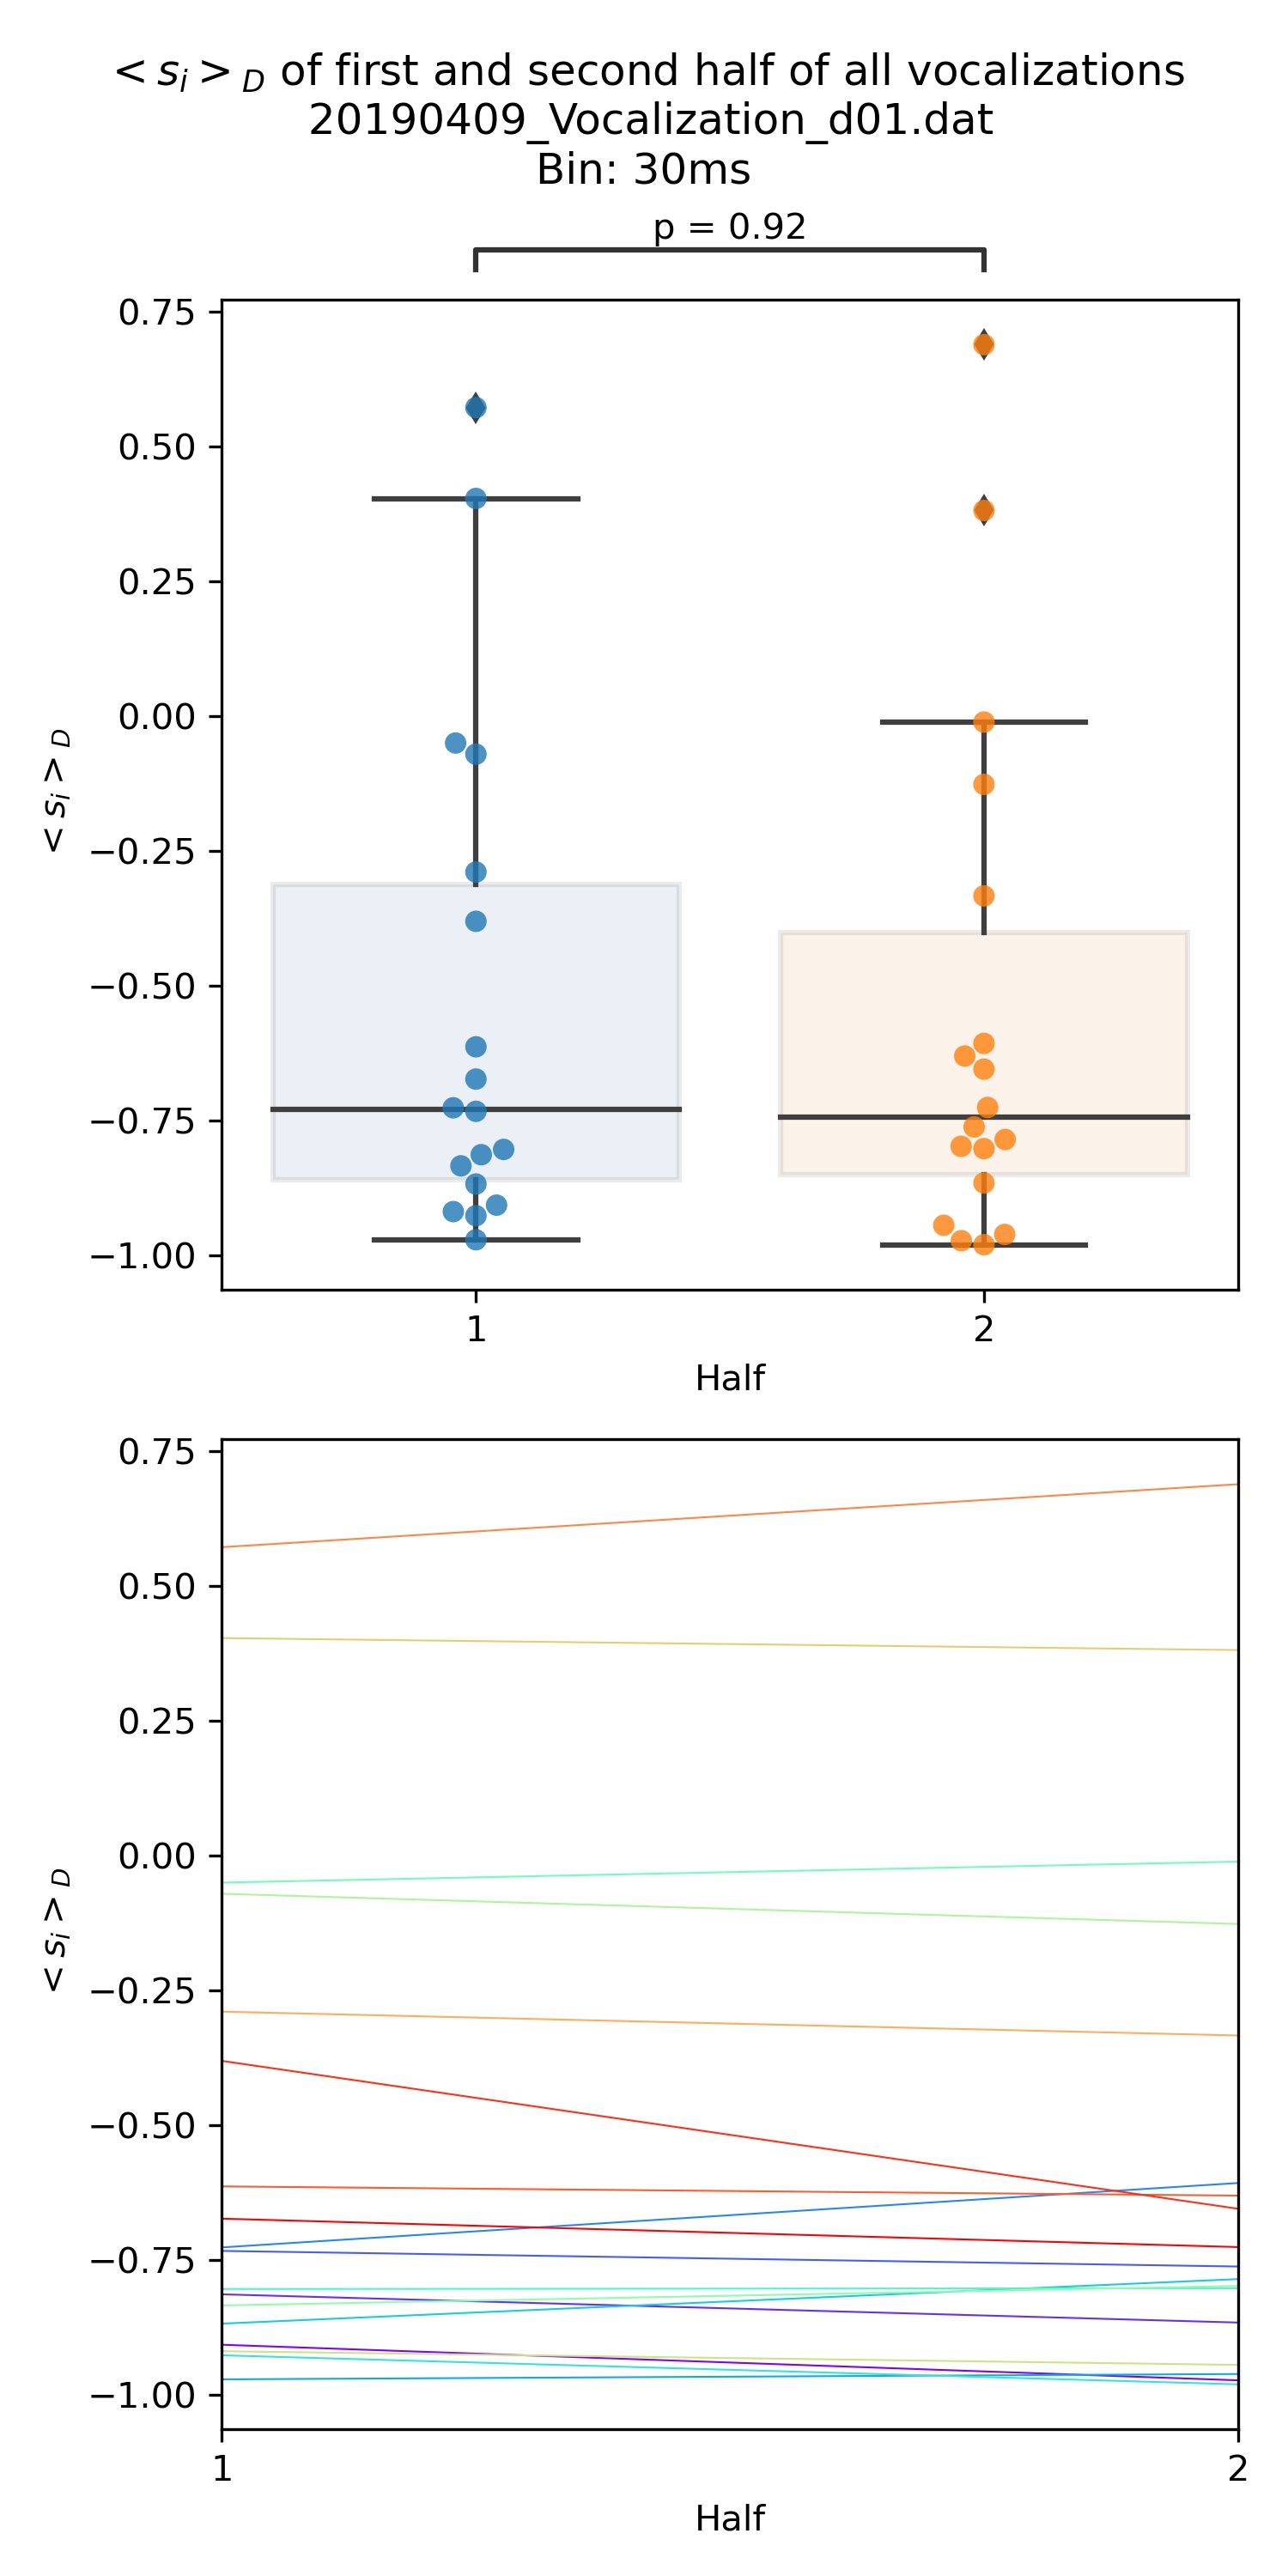 < s_i >_D of first and second half of all vocalizations
20190409_Vocalization_d01.dat
Bin: 30ms
p = 0.92
0.75
0.50
0.25
0.00
−0.25
−0.50
−0.75
−1.00
< s_i >_D
1 2
Half
0.75
0.50
0.25
0.00
−0.25
−0.50
−0.75
−1.00
< s_i >_D
1 2
Half